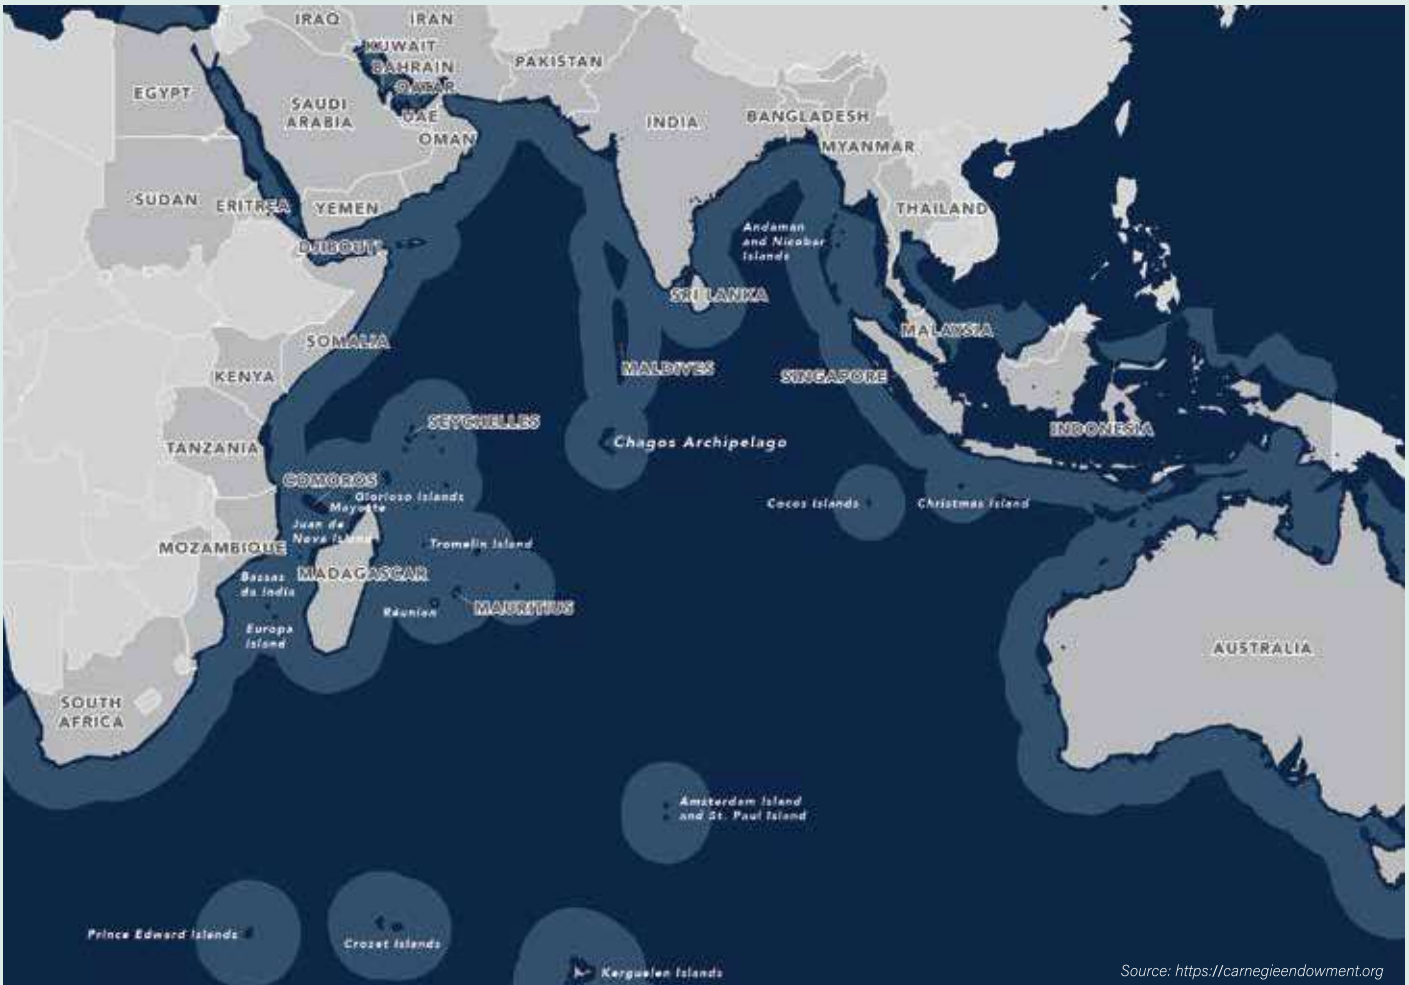 IRAQ
IRAN
KUWAIT
BAHRAIN
QATAR
UAE
OMAN
PAKISTAN
EGYPT
SAUDI
ARABIA
INDIA
BANGLADESH
MYANMAR
SUDAN
ERITREA
YEMEN
THAILAND
DJIBOUTI
Andaman
and Nicobar
Islands
SRI LANKA
SOMALIA
MALAYSIA
KENYA
MALDIVES
SINGAPORE
SEYCHELLES
INDONESIA
TANZANIA
Chagos Archipelago
COMOROS
Glorioso Islands
Mayotte
Juan de
Nova Island
Cocos Islands
Christmas Island
MOZAMBIQUE
Tromelin Island
Bassas
da India
MADAGASCAR
Réunion
MAURITIUS
Europa
Island
AUSTRALIA
SOUTH
AFRICA
Amsterdam Island
and St. Paul Island
Prince Edward Islands
Crozet Islands
Kerguelen Islands
Source: https://carnegieendowment.org